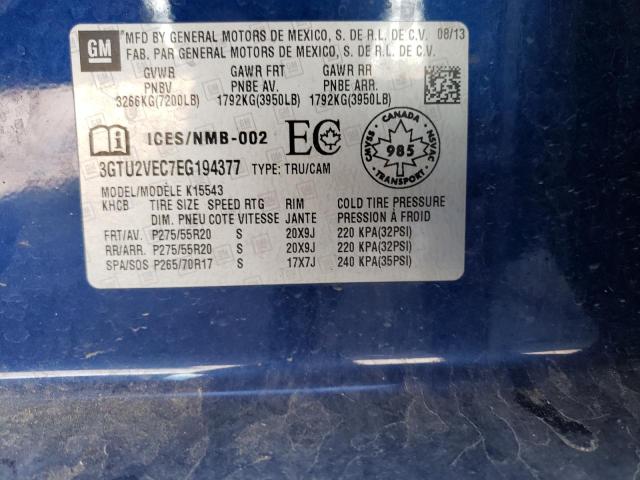 GM
MFD BY GENERAL MOTORS DE MEXICO, S. DE R.L. DE C.V. 08/13
FAB. PAR GENERAL MOTORS DE MEXICO, S. DE R.L. DE C.V.
GVWR GAWR FRT GAWR RR
PNBV PNBE AV. PNBE ARR.
3266KG(7200LB) 1792KG(3950LB) 1792KG(3950LB)
ICES/NMB-002 EC
CANADA
CMVSS 985 NSVAC
TRANSPORT
3GTU2VEC7EG194377 TYPE: TRU/CAM
MODEL/MODÈLE K15543
KHCB TIRE SIZE SPEED RTG RIM COLD TIRE PRESSURE
DIM. PNEU COTE VITESSE JANTE PRESSION À FROID
FRT/AV. P275/55R20 S 20X9J 220 KPA(32PSI)
RR/ARR. P275/55R20 S 20X9J 220 KPA(32PSI)
SPA/SOS P265/70R17 S 17X7J 240 KPA(35PSI)